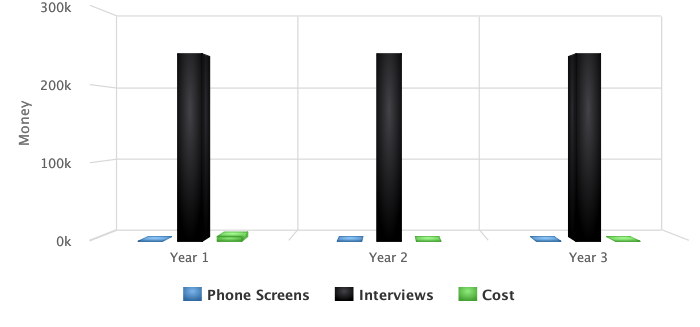 300k
200k
100k
0k
Money
Year 1
Year 2
Year 3
Phone Screens
Interviews
Cost